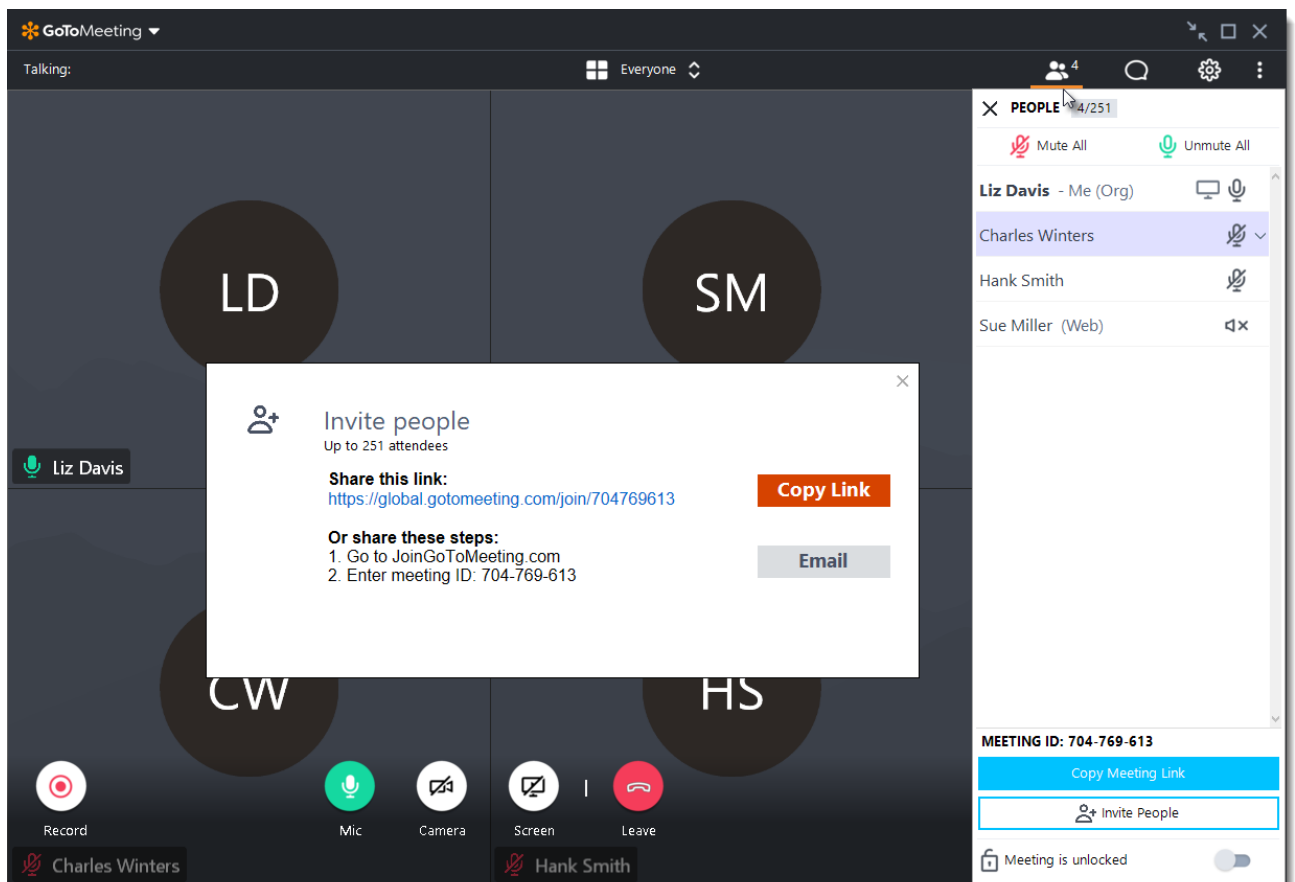 GoToMeeting
Talking:
Everyone
4
PEOPLE 4/251
Mute All
Unmute All
Liz Davis - Me (Org)
Charles Winters
Hank Smith
Sue Miller (Web)
LD
SM
Liz Davis
Invite people
Up to 251 attendees
Share this link:
https://global.gotomeeting.com/join/704769613
Copy Link
Or share these steps:
1. Go to JoinGoToMeeting.com
2. Enter meeting ID: 704-769-613
Email
CW
HS
MEETING ID: 704-769-613
Copy Meeting Link
Invite People
Meeting is unlocked
Record
Mic
Camera
Screen
Leave
Charles Winters
Hank Smith